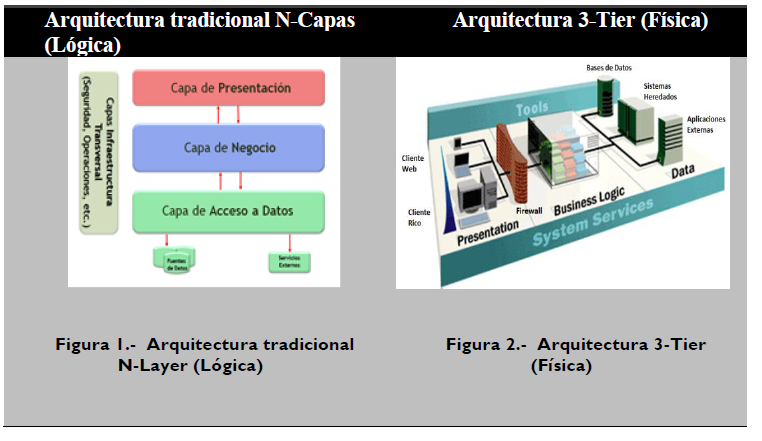 Arquitectura tradicional N-Capas
(Lógica)
Arquitectura 3-Tier (Física)
Capas Infraestructura
Transversal
(Seguridad, Operaciones, etc.)
Capa de Presentación
Capa de Negocio
Capa de Acceso a Datos
Fuentes
de Datos
Servicios
Externos
Bases de Datos
Sistemas
Heredados
Aplicaciones
Externas
Tools
Cliente
Web
Cliente
Rico
Firewall
Presentation
Business Logic
Data
System Services
Figura 1.- Arquitectura tradicional
N-Layer (Lógica)
Figura 2.- Arquitectura 3-Tier
(Física)